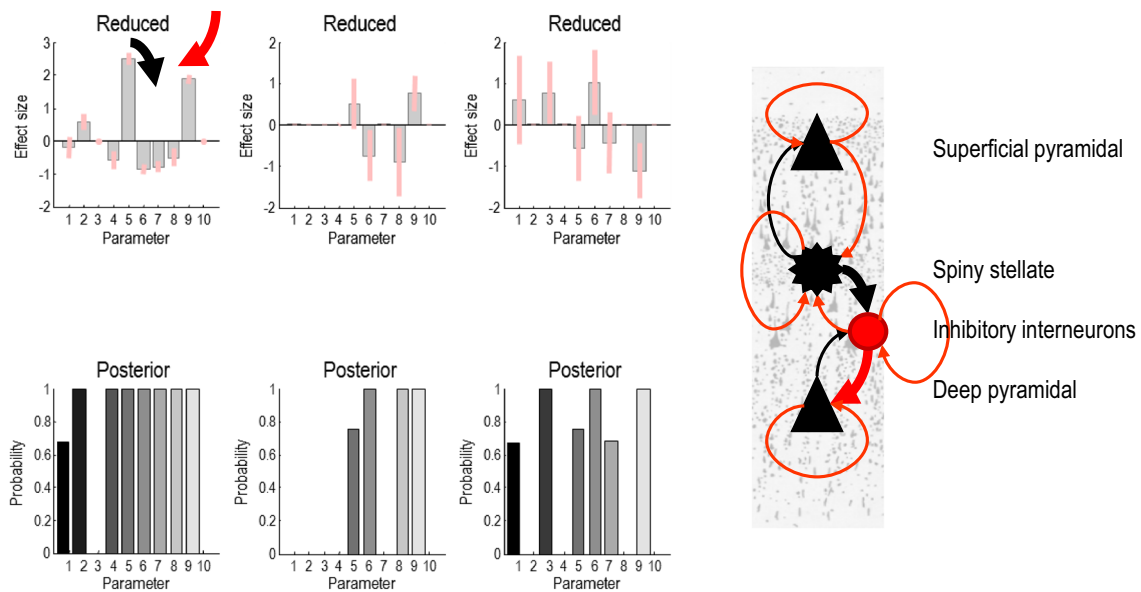 Reduced
3
2
1
0
-1
-2
Effect size
1 2 3 4 5 6 7 8 9 10
Parameter
Reduced
2
1
0
-1
-2
1 2 3 4 5 6 7 8 9 10
Parameter
Reduced
2
1
0
-1
-2
1 2 3 4 5 6 7 8 9 10
Parameter
Posterior
1
0.8
0.6
0.4
0.2
0
Probability
1 2 3 4 5 6 7 8 9 10
Parameter
Posterior
1
0.8
0.6
0.4
0.2
0
Probability
1 2 3 4 5 6 7 8 9 10
Parameter
Posterior
1
0.8
0.6
0.4
0.2
0
Probability
1 2 3 4 5 6 7 8 9 10
Parameter
Superficial pyramidal
Spiny stellate
Inhibitory interneurons
Deep pyramidal